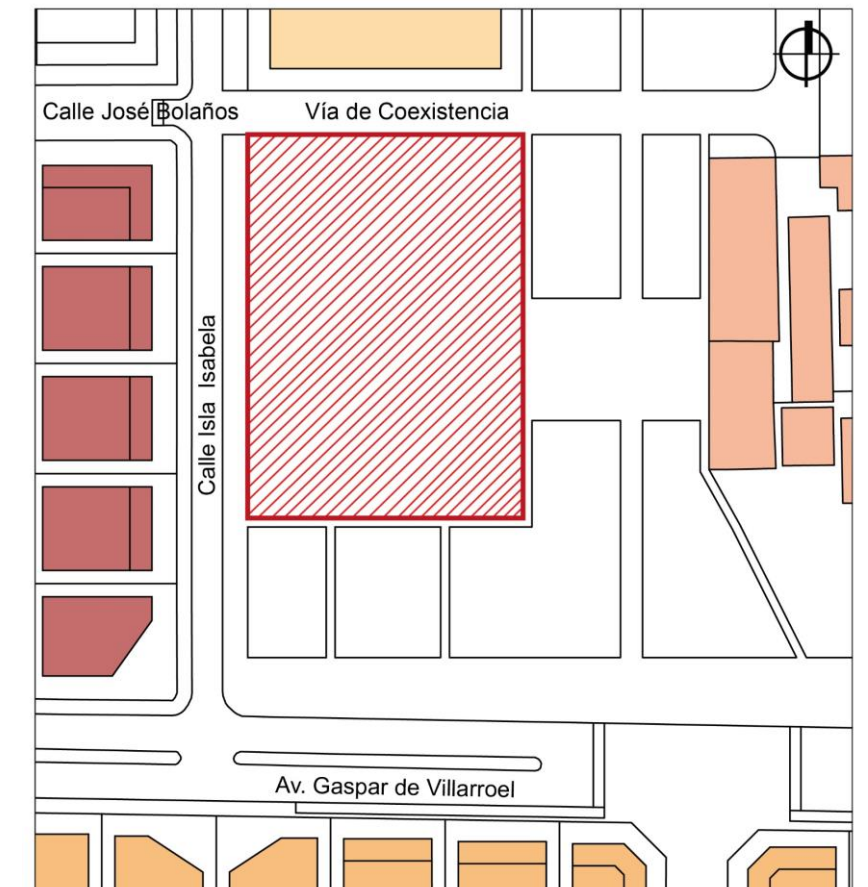 Calle José Bolaños
Vía de Coexistencia
Calle Isla Isabela
Av. Gaspar de Villarroel